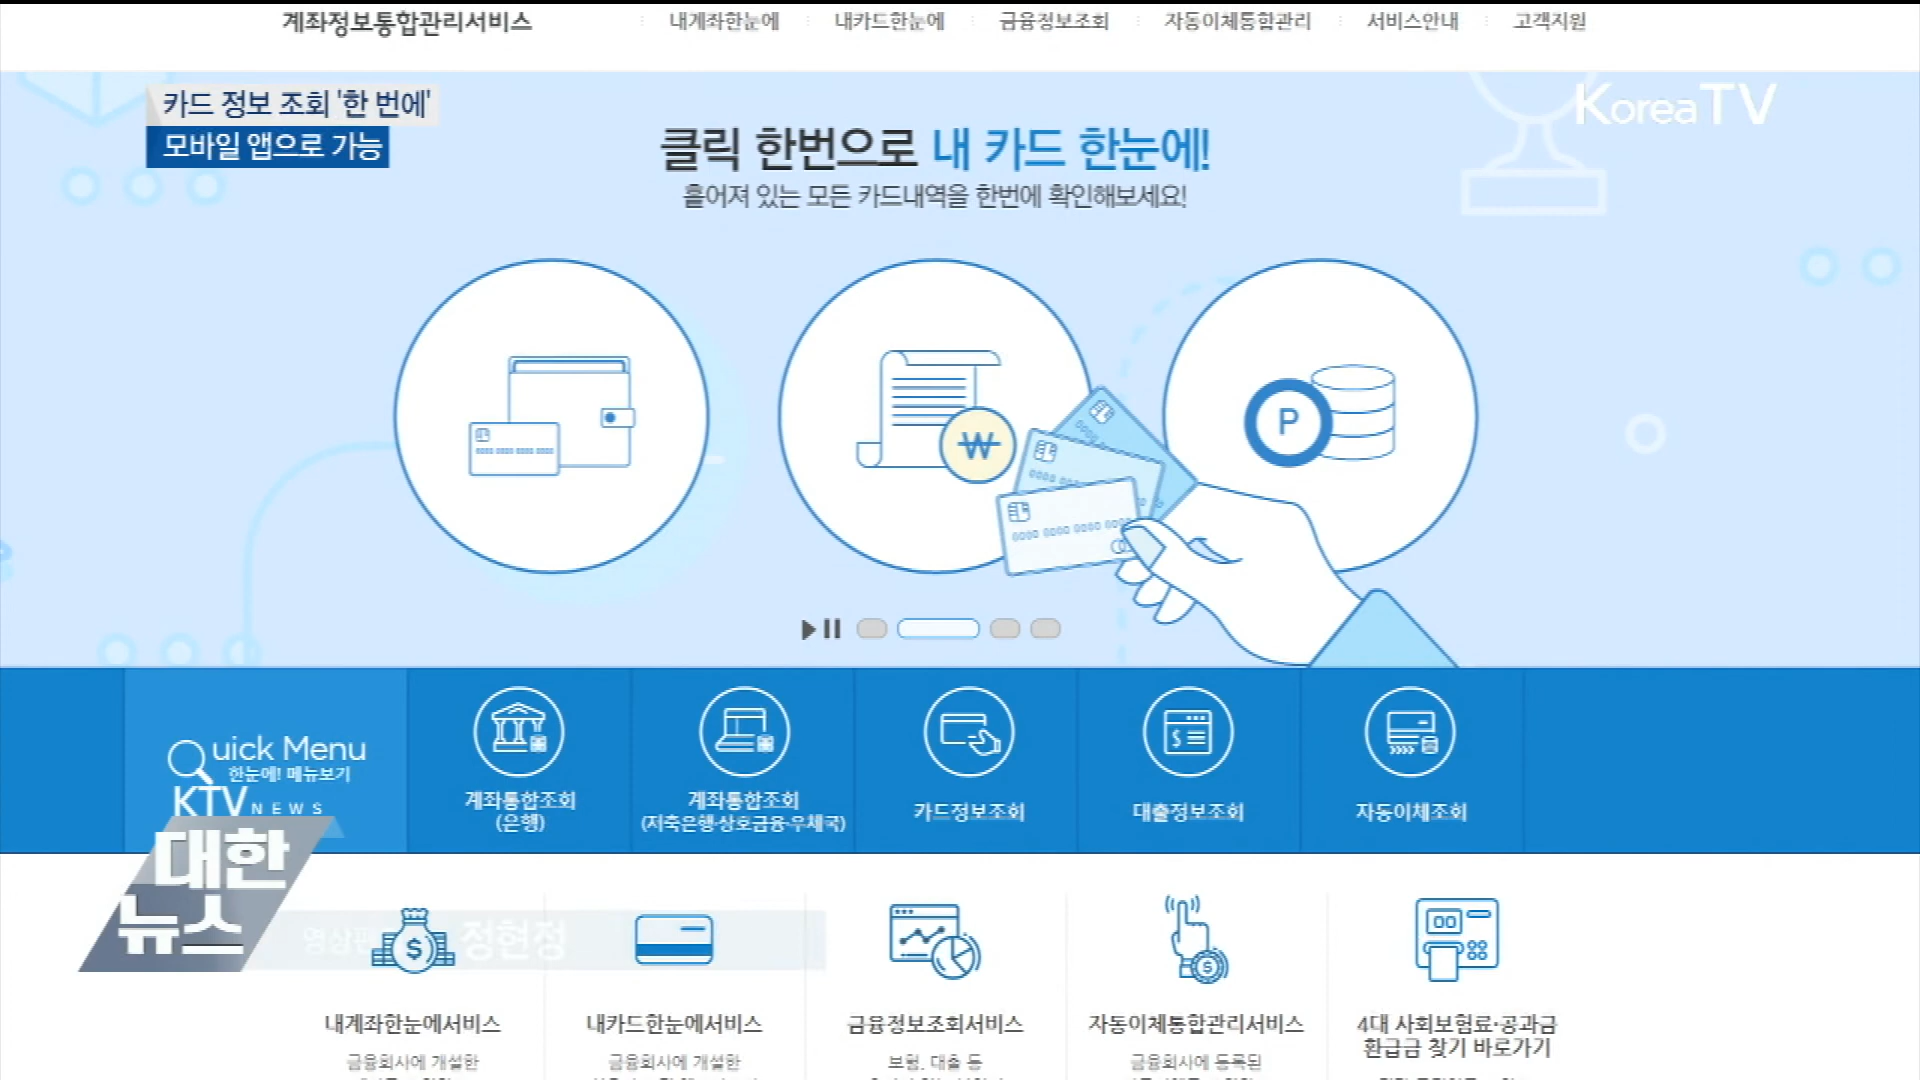 계좌정보통합관리서비스
내계좌한눈에
내카드한눈에
금융정보조회
자동이체통합관리
서비스안내
고객지원
카드 정보 조회 '한 번에'
모바일 앱으로 가능
KoreaTV
클릭 한번으로 내 카드 한눈에!
흩어져 있는 모든 카드내역을 한번에 확인해보세요!
₩
P
0000 0000 0000 0000
Quick Menu
한눈에! 메뉴보기
계좌통합조회
(은행)
계좌통합조회
(저축은행·상호금융·우체국)
카드정보조회
대출정보조회
자동이체조회
KTV NEWS
대한
뉴스
정현정
내계좌한눈에서비스
금융회사에 개설한
내카드한눈에서비스
금융회사에 개설한
금융정보조회서비스
보험, 대출 등
자동이체통합관리서비스
금융회사에 등록된
4대 사회보험료·공과금
환급금 찾기 바로가기